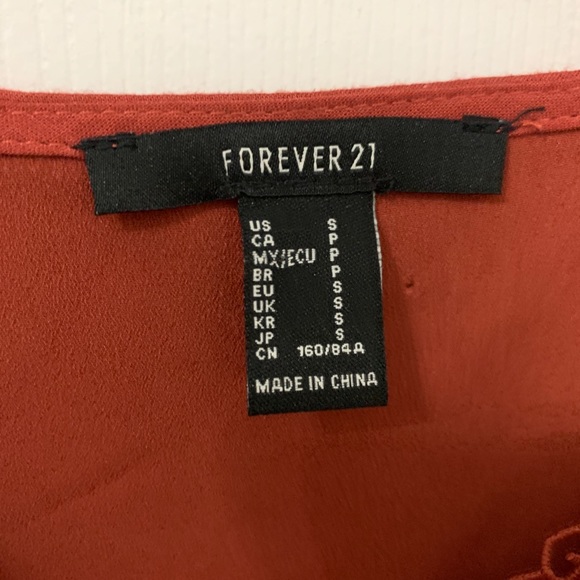 FOREVER 21
US S
CA P
MX/ECU P
BR P
EU S
UK S
KR S
JP S
CN 160/84A
MADE IN CHINA